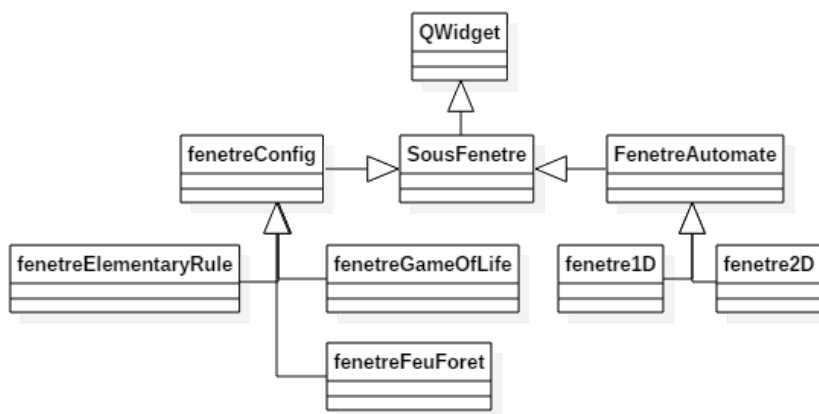 QWidget
fenetreConfig
SousFenetre
FenetreAutomate
fenetreElementaryRule
fenetreGameOfLife
fenetre1D
fenetre2D
fenetreFeuForet